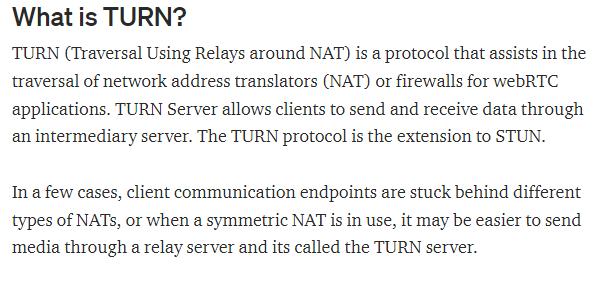 What is TURN?
TURN (Traversal Using Relays around NAT) is a protocol that assists in the
traversal of network address translators (NAT) or firewalls for webRTC
applications. TURN Server allows clients to send and receive data through
an intermediary server. The TURN protocol is the extension to STUN.
In a few cases, client communication endpoints are stuck behind different
types of NATs, or when a symmetric NAT is in use, it may be easier to send
media through a relay server and its called the TURN server.